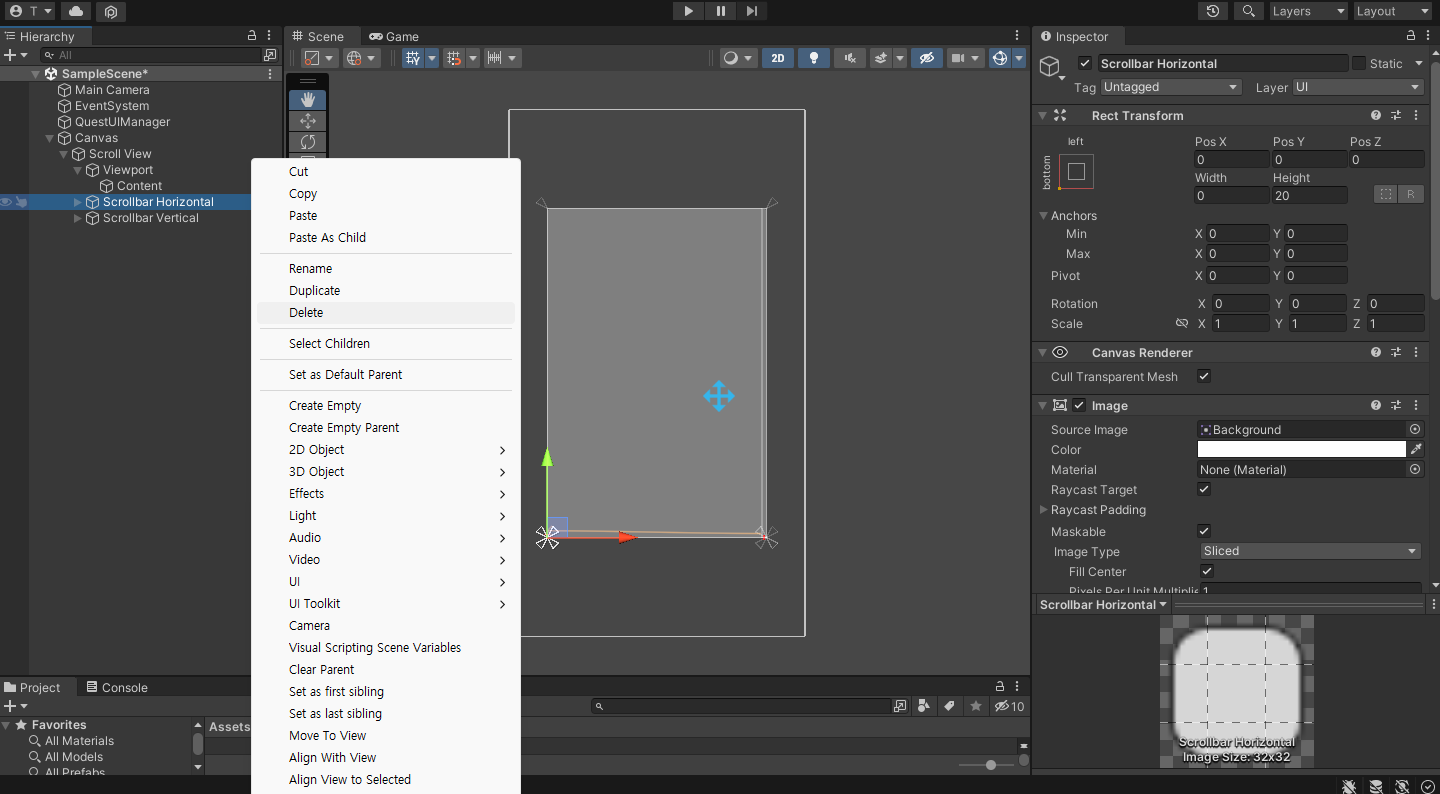 T
Layers
Layout
Hierarchy
All
SampleScene*
Main Camera
EventSystem
QuestUIManager
Canvas
Scroll View
Viewport
Content
Scrollbar Horizontal
Scrollbar Vertical
Scene
Game
2D
Cut
Copy
Paste
Paste As Child
Rename
Duplicate
Delete
Select Children
Set as Default Parent
Create Empty
Create Empty Parent
2D Object
3D Object
Effects
Light
Audio
Video
UI
UI Toolkit
Camera
Visual Scripting Scene Variables
Clear Parent
Set as first sibling
Set as last sibling
Move To View
Align With View
Align View to Selected
Inspector
Scrollbar Horizontal
Static
Tag Untagged
Layer UI
Rect Transform
left
bottom
Pos X Pos Y Pos Z
0 0 0
Width Height
0 20
R
Anchors
Min X 0 Y 0
Max X 0 Y 0
Pivot X 0 Y 0
Rotation X 0 Y 0 Z 0
Scale X 1 Y 1 Z 1
Canvas Renderer
Cull Transparent Mesh
Image
Source Image Background
Color
Material None (Material)
Raycast Target
Raycast Padding
Maskable
Image Type Sliced
Fill Center
Pixels Per Unit Multiplie 1
Scrollbar Horizontal
Scrollbar Horizontal
Image Size: 32x32
Project
Console
10
Favorites
All Materials
All Models
All Prefabs
Assets